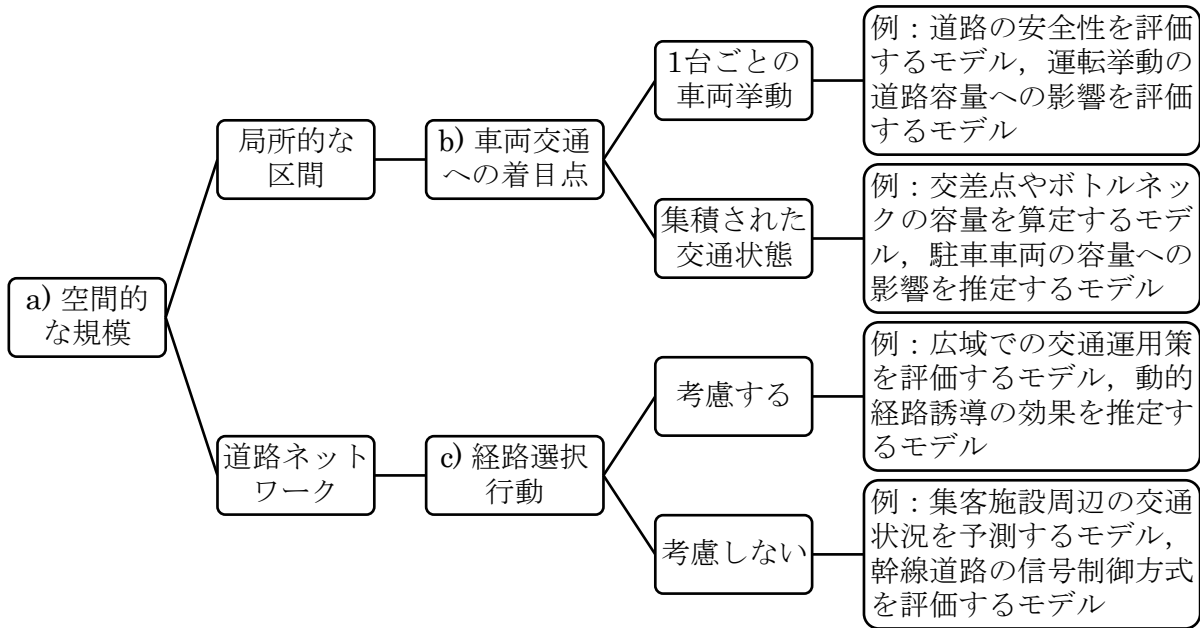 a) 空間的
な規模
局所的な
区間
b) 車両交通
への着目点
1台ごとの
車両挙動
例：道路の安全性を評価
するモデル，運転挙動の
道路容量への影響を評価
するモデル
集積された
交通状態
例：交差点やボトルネッ
クの容量を算定するモデ
ル，駐車車両の容量への
影響を推定するモデル
道路ネット
ワーク
c) 経路選択
行動
考慮する
例：広域での交通運用策
を評価するモデル，動的
経路誘導の効果を推定す
るモデル
考慮しない
例：集客施設周辺の交通
状況を予測するモデル，
幹線道路の信号制御方式
を評価するモデル